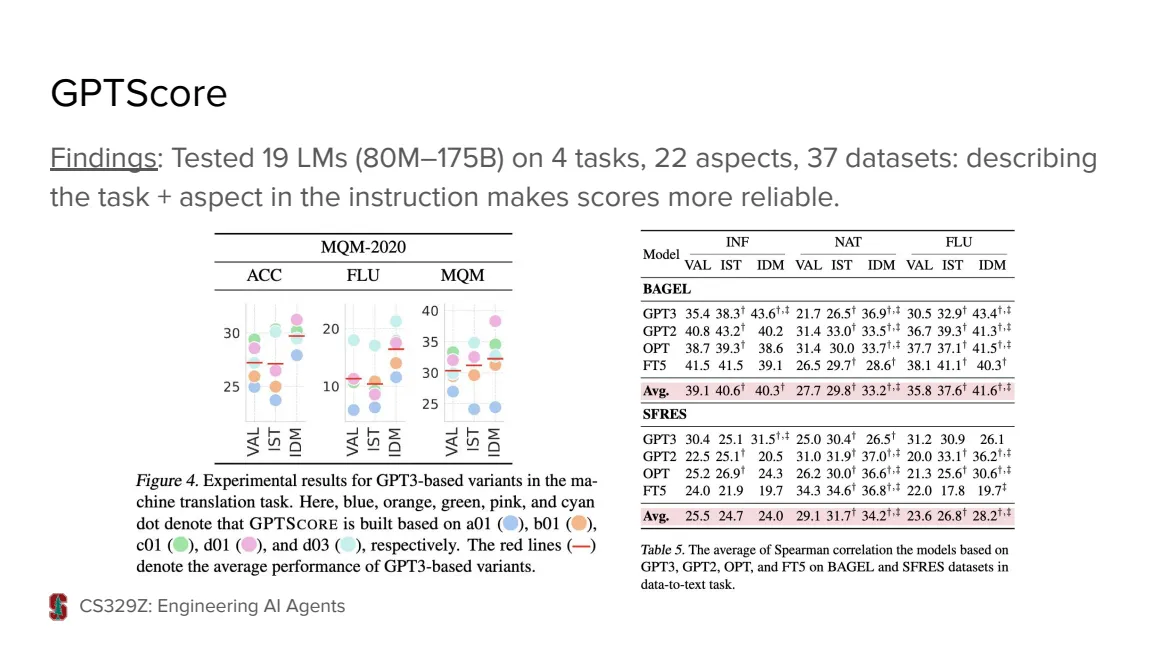 GPTScore
Findings: Tested 19 LMs (80M–175B) on 4 tasks, 22 aspects, 37 datasets: describing
the task + aspect in the instruction makes scores more reliable.
MQM-2020
ACC FLU MQM
30
25
VAL IST IDM
20
10
VAL IST IDM
40
35
30
25
VAL IST IDM
Figure 4. Experimental results for GPT3-based variants in the ma-
chine translation task. Here, blue, orange, green, pink, and cyan
dot denote that GPTSCORE is built based on a01 ( ), b01 ( ),
c01 ( ), d01 ( ), and d03 ( ), respectively. The red lines (—)
denote the average performance of GPT3-based variants.
Model INF NAT FLU
VAL IST IDM VAL IST IDM VAL IST IDM
BAGEL
GPT3 35.4 38.3† 43.6†,‡ 21.7 26.5† 36.9†,‡ 30.5 32.9† 43.4†,‡
GPT2 40.8 43.2† 40.2 31.4 33.0† 33.5†,‡ 36.7 39.3† 41.3†,‡
OPT 38.7 39.3† 38.6 31.4 30.0 33.7†,‡ 37.7 37.1† 41.5†,‡
FT5 41.5 41.5 39.1 26.5 29.7† 28.6† 38.1 41.1† 40.3†
Avg. 39.1 40.6† 40.3† 27.7 29.8† 33.2†,‡ 35.8 37.6† 41.6†,‡
SFRES
GPT3 30.4 25.1 31.5†,‡ 25.0 30.4† 26.5† 31.2 30.9 26.1
GPT2 22.5 25.1† 20.5 31.0 31.9† 37.0†,‡ 20.0 33.1† 36.2†,‡
OPT 25.2 26.9† 24.3 26.2 30.0† 36.6†,‡ 21.3 25.6† 30.6†,‡
FT5 24.0 21.9 19.7 34.3 34.6† 36.8†,‡ 22.0 17.8 19.7‡
Avg. 25.5 24.7 24.0 29.1 31.7† 34.2†,‡ 23.6 26.8† 28.2†,‡
Table 5. The average of Spearman correlation the models based on
GPT3, GPT2, OPT, and FT5 on BAGEL and SFRES datasets in
data-to-text task.
CS329Z: Engineering AI Agents